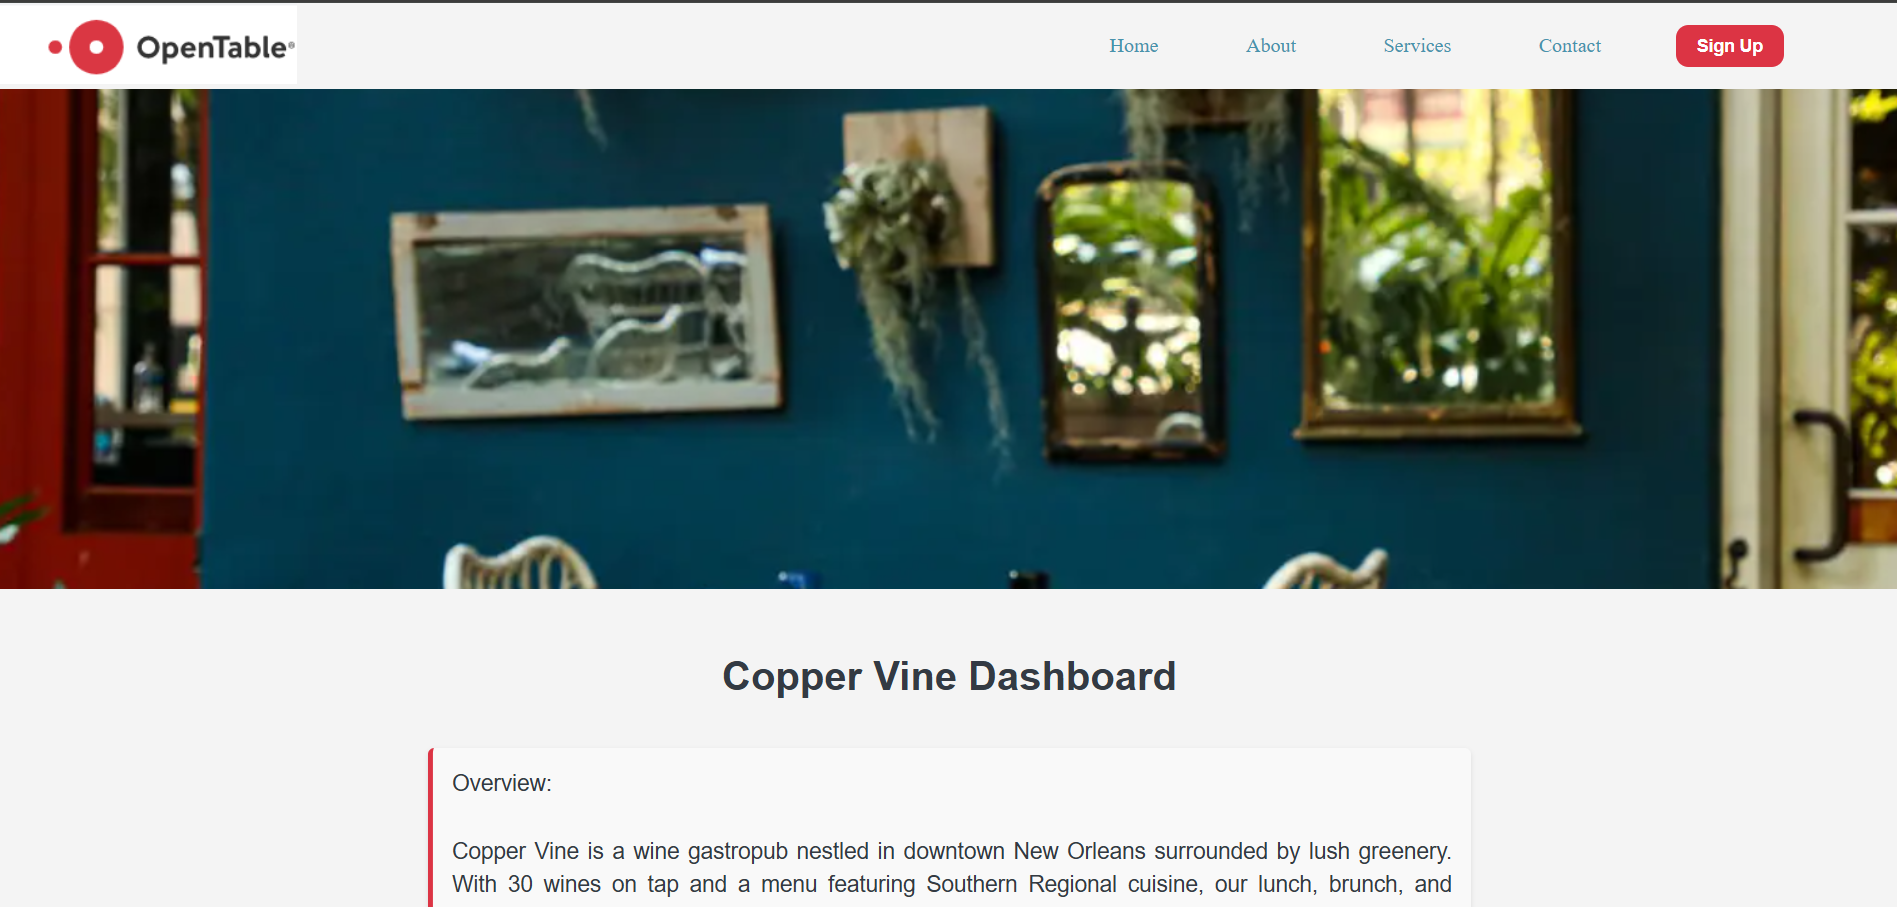 OpenTable®
Home
About
Services
Contact
Sign Up
Copper Vine Dashboard
Overview:
Copper Vine is a wine gastropub nestled in downtown New Orleans surrounded by lush greenery.
With 30 wines on tap and a menu featuring Southern Regional cuisine, our lunch, brunch, and